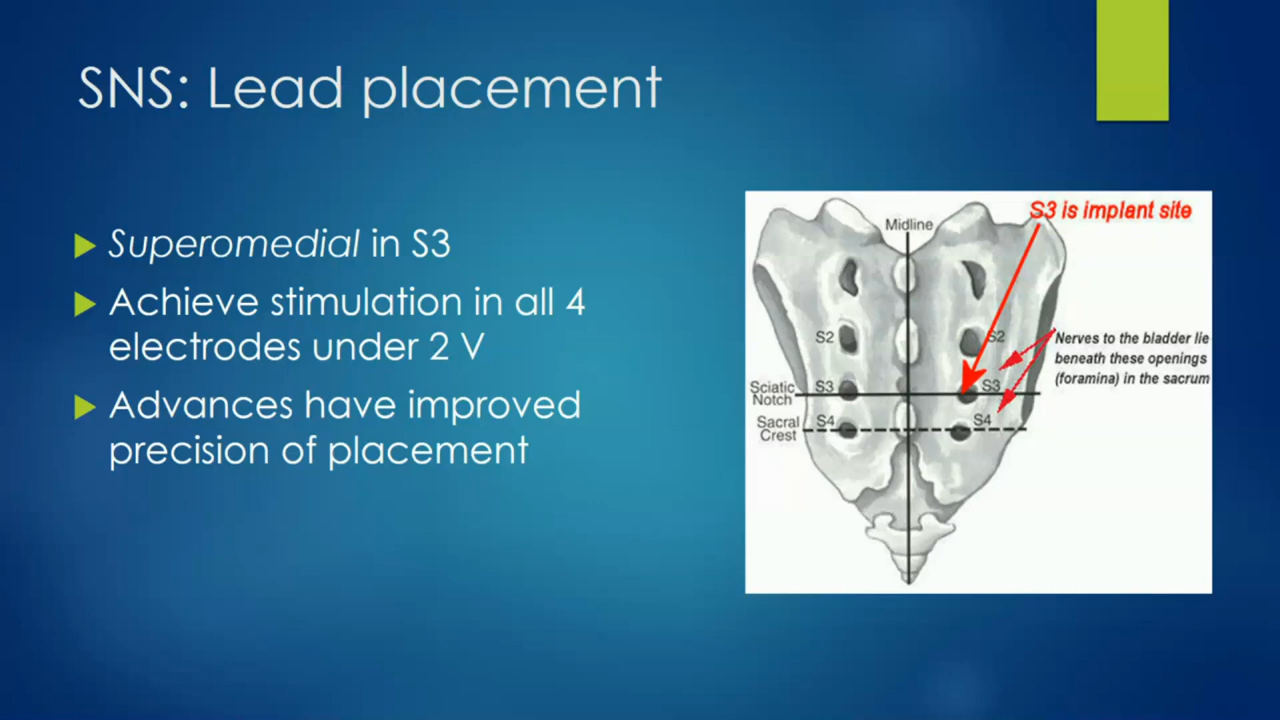 SNS: Lead placement
Superomedial in S3
Achieve stimulation in all 4
electrodes under 2 V
Advances have improved
precision of placement
S3 is implant site
Midline
S2
S2
Nerves to the bladder lie
beneath these openings
(foramina) in the sacrum
Sciatic
Notch
S3
S3
Sacral
Crest
S4
S4